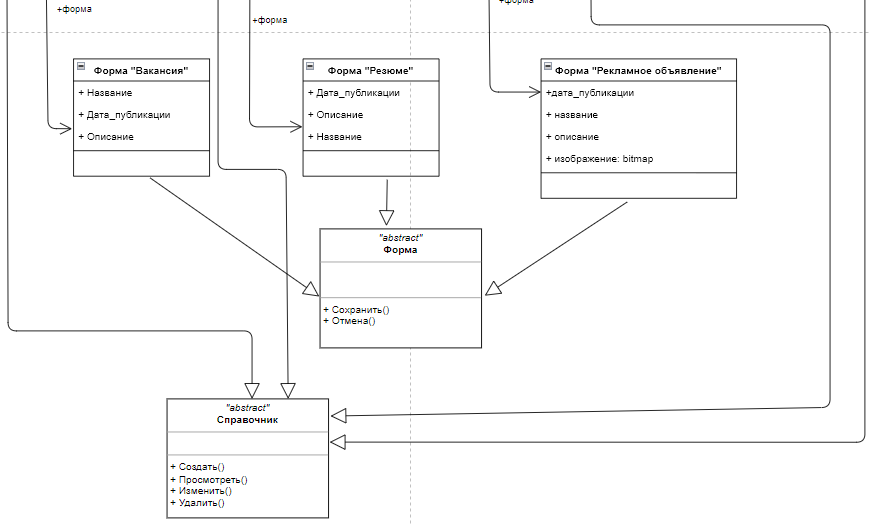 +форма
+форма
+форма
Форма "Вакансия"
+ Название
+ Дата_публикации
+ Описание
Форма "Резюме"
+ Дата_публикации
+ Описание
+ Название
Форма "Рекламное объявление"
+дата_публикации
+ название
+ описание
+ изображение: bitmap
"abstract"
Форма
+ Сохранить()
+ Отмена()
"abstract"
Справочник
+ Создать()
+ Просмотреть()
+ Изменить()
+ Удалить()